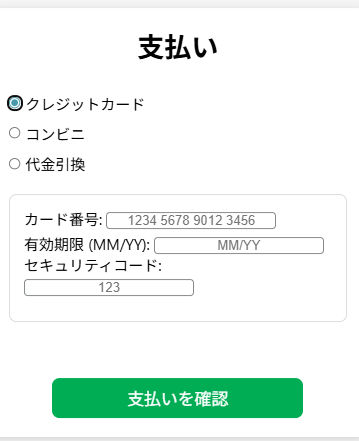 支払い
クレジットカード
コンビニ
代金引換
カード番号: 1234 5678 9012 3456
有効期限 (MM/YY): MM/YY
セキュリティコード:
123
支払いを確認